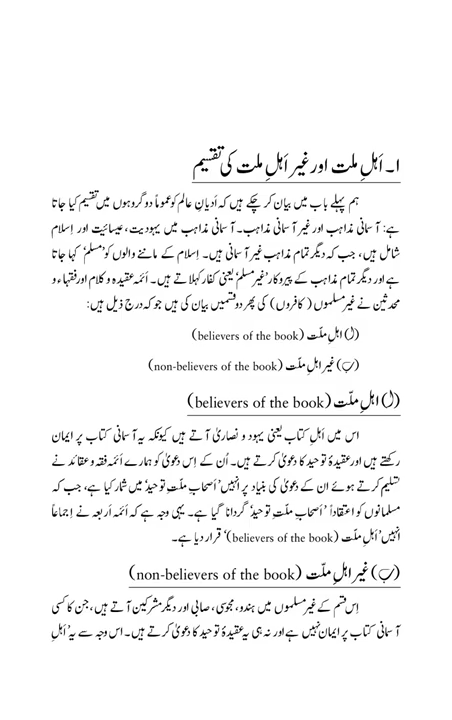 ۱۔ اَہلِ ملت اور غیر اَہلِ ملت کی تقسیم
ہم پہلے باب میں بیان کر چکے ہیں کہ اَدیانِ عالم کو عموماً دو گروہوں میں تقسیم کیا جاتا
ہے: آسمانی مذاہب اور غیر آسمانی مذاہب۔ آسمانی مذاہب میں یہودیت، عیسائیت اور اِسلام
شامل ہیں، جب کہ دیگر تمام مذاہب غیر آسمانی ہیں۔ اِسلام کے ماننے والوں کو ’مسلم‘ کہا جاتا
ہے اور دیگر تمام مذاہب کے پیروکار ’غیر مسلم‘ یعنی کفار کہلاتے ہیں۔ اَئمہ عقیدہ و کلام اور فقہاء و
محدثین نے غیر مسلموں (کافروں) کی پھر دو قسمیں بیان کی ہیں جو کہ درج ذیل ہیں:
(ا) اہلِ ملّت (believers of the book)
(ب) غیر اہلِ ملّت (non-believers of the book)
(ا) اہلِ ملّت (believers of the book)
اس میں اَہلِ کتاب یعنی یہود و نصاریٰ آتے ہیں کیونکہ یہ آسمانی کتاب پر ایمان
رکھتے ہیں اور عقیدۂ توحید کا دعویٰ کرتے ہیں۔ اُن کے اِس دعویٰ کو ہمارے اَئمہ فقہ و عقائد نے
تسلیم کرتے ہوئے ان کے دعویٰ کی بنیاد پر اِنہیں ’اَصحابِ ملّتِ توحید‘ میں شمار کیا ہے، جب کہ
مسلمانوں کو اعتقاداً ’اَصحابِ ملّتِ توحید‘ گردانا گیا ہے۔ یہی وجہ ہے کہ اَئمہ اَربعہ نے اِجماعاً
اُنہیں ’اَہلِ ملّت (believers of the book)‘ قرار دیا ہے۔
(ب) غیر اہلِ ملّت (non-believers of the book)
اِس قسم کے غیر مسلموں میں ہندو، مجوسی، صابی اور دیگر مشرکین آتے ہیں، جن کا کسی
آسمانی کتاب پر ایمان نہیں ہے اور نہ ہی یہ عقیدۂ توحید کا دعویٰ کرتے ہیں۔ اس وجہ سے یہ ’اَہلِ